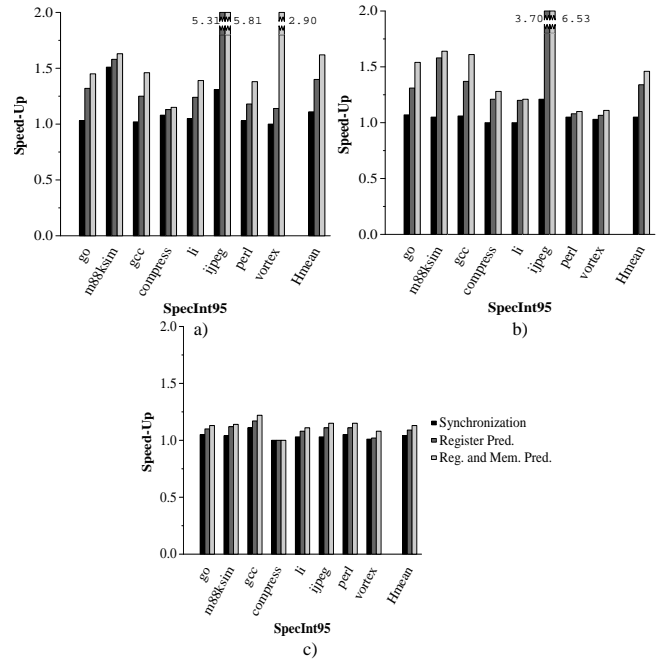 5.31 5.81 2.90
2.0
1.5
1.0
0.5
Speed-Up
go m88ksim gcc compress li ijpeg perl vortex Hmean
SpecInt95
a)
3.70 6.53
2.0
1.5
1.0
0.5
0.0
Speed-Up
go m88ksim gcc compress li ijpeg perl vortex Hmean
SpecInt95
b)
2.0
1.5
1.0
0.5
0.0
Speed-Up
Synchronization
Register Pred.
Reg. and Mem. Pred.
go m88ksim gcc compress li ijpeg perl vortex Hmean
SpecInt95
c)